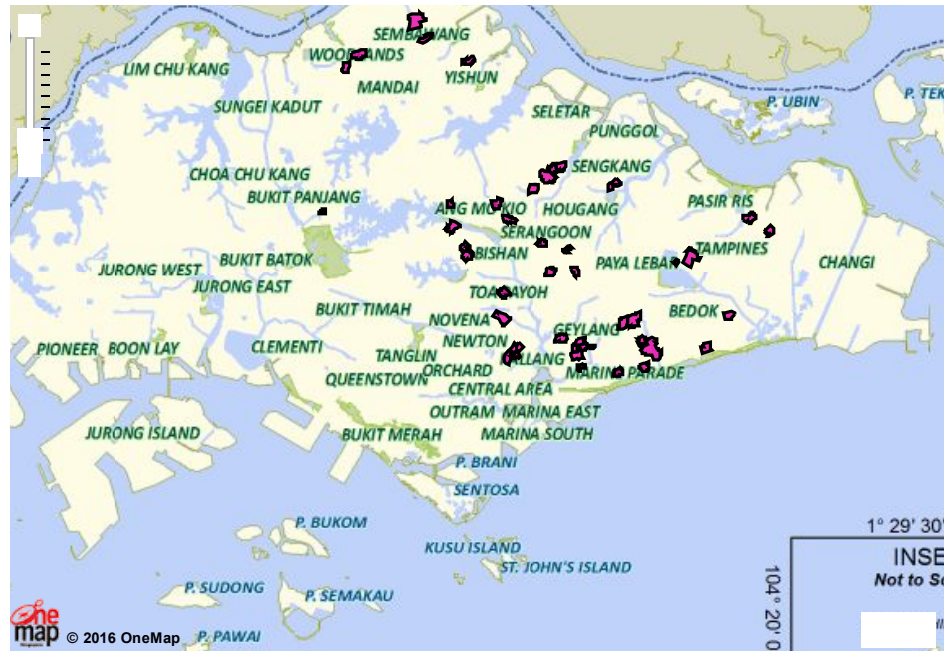 SEMBAWANG
WOODLANDS
LIM CHU KANG
YISHUN
MANDAI
P. UBIN
P. TEK
SUNGEI KADUT
SELETAR
PUNGGOL
SENGKANG
CHOA CHU KANG
BUKIT PANJANG
PASIR RIS
ANG MO KIO
HOUGANG
SERANGOON
BISHAN
TAMPINES
BUKIT BATOK
PAYA LEBAR
CHANGI
JURONG WEST
JURONG EAST
TOA PAYOH
BUKIT TIMAH
BEDOK
NOVENA
GEYLANG
NEWTON
PIONEER
BOON LAY
CLEMENTI
TANGLIN
KALLANG
ORCHARD
MARINE PARADE
QUEENSTOWN
CENTRAL AREA
OUTRAM
MARINA EAST
JURONG ISLAND
BUKIT MERAH
MARINA SOUTH
P. BRANI
SENTOSA
P. BUKOM
1° 29' 30'
KUSU ISLAND
INSE
ST. JOHN'S ISLAND
Not to Sc
104° 20' 0
P. SUDONG
P. SEMAKAU
One
map
© 2016 OneMap
P. PAWAI